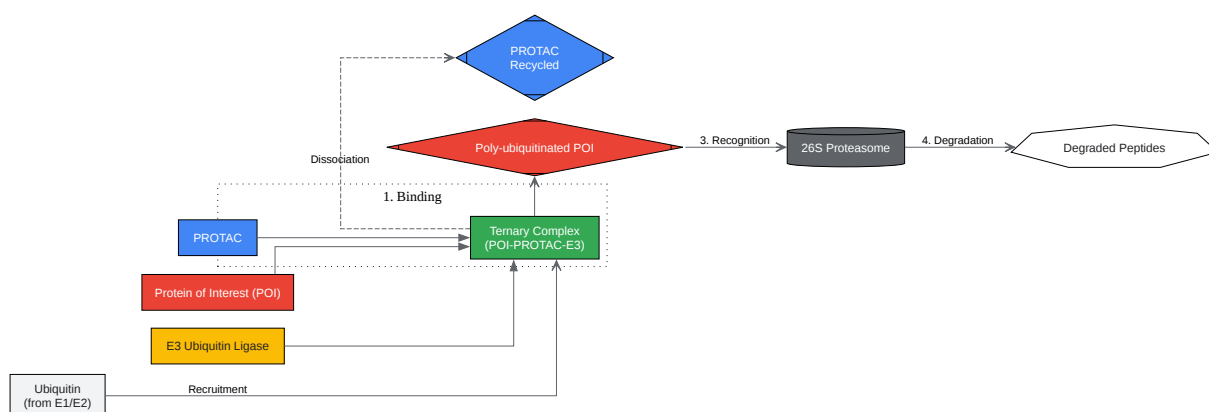 PROTAC
Recycled
Poly-ubiquitinated POI
3. Recognition
26S Proteasome
4. Degradation
Degraded Peptides
Dissociation
1. Binding
PROTAC
Ternary Complex
(POI-PROTAC-E3)
Protein of Interest (POI)
E3 Ubiquitin Ligase
Ubiquitin
(from E1/E2)
Recruitment